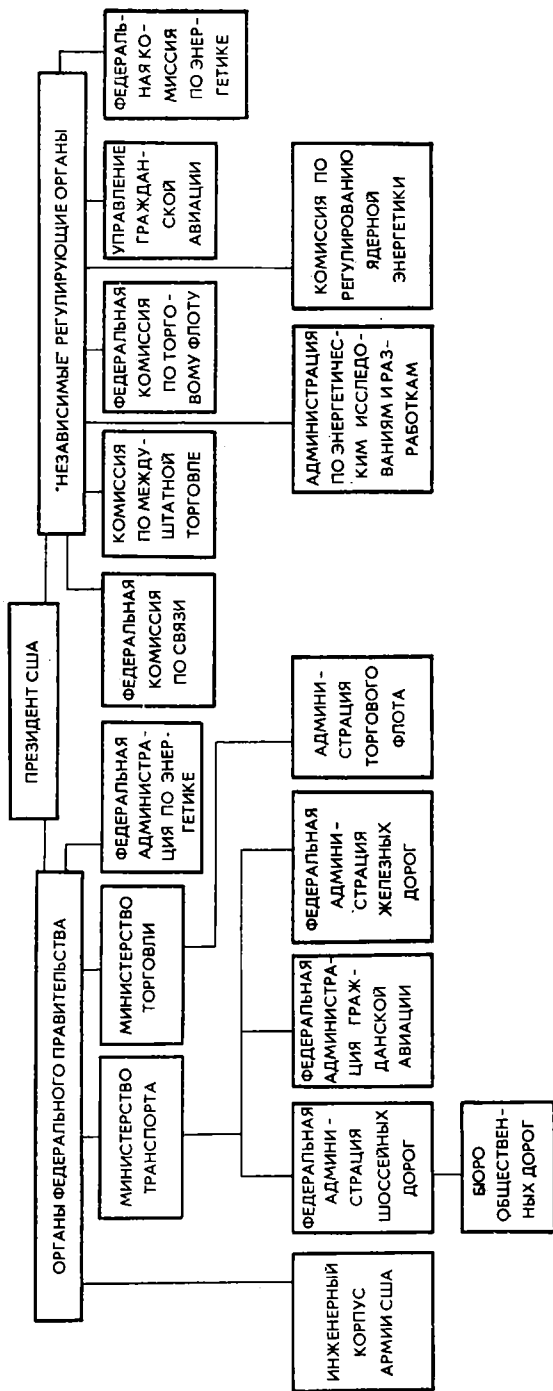 ПРЕЗИДЕНТ США
ОРГАНЫ ФЕДЕРАЛЬНОГО ПРАВИТЕЛЬСТВА
"НЕЗАВИСИМЫЕ" РЕГУЛИРУЮЩИЕ ОРГАНЫ
МИНИСТЕРСТВО
ТРАНСПОРТА
МИНИСТЕРСТВО
ТОРГОВЛИ
ФЕДЕРАЛЬНАЯ
АДМИНИСТРА-
ЦИЯ ПО ЭНЕР-
ГЕТИКЕ
ФЕДЕРАЛЬНАЯ
КОМИССИЯ
ПО СВЯЗИ
КОМИССИЯ
ПО МЕЖДУ-
ШТАТНОЙ
ТОРГОВЛЕ
ФЕДЕРАЛЬНАЯ
КОМИССИЯ
ПО ТОРГО-
ВОМУ ФЛОТУ
УПРАВЛЕНИЕ
ГРАЖДАН-
СКОЙ
АВИАЦИИ
ФЕДЕРАЛЬ-
НАЯ КО-
МИССИЯ
ПО ЭНЕР-
ГЕТИКЕ
ИНЖЕНЕРНЫЙ
КОРПУС
АРМИИ США
ФЕДЕРАЛЬНАЯ
АДМИНИ-
СТРАЦИЯ
ШОССЕЙНЫХ
ДОРОГ
ФЕДЕРАЛЬНАЯ
АДМИНИСТРА-
ЦИЯ ГРАЖ-
ДАНСКОЙ
АВИАЦИИ
ФЕДЕРАЛЬНАЯ
АДМИНИ-
СТРАЦИЯ
ЖЕЛЕЗНЫХ
ДОРОГ
АДМИНИ-
СТРАЦИЯ
ТОРГОВОГО
ФЛОТА
АДМИНИСТРАЦИЯ
ПО ЭНЕРГЕТИЧЕС-
КИМ ИССЛЕДО-
ВАНИЯМ И РАЗ-
РАБОТКАМ
КОМИССИЯ ПО
РЕГУЛИРОВАНИЮ
ЯДЕРНОЙ
ЭНЕРГЕТИКИ
БЮРО
ОБЩЕСТВЕН-
НЫХ ДОРОГ